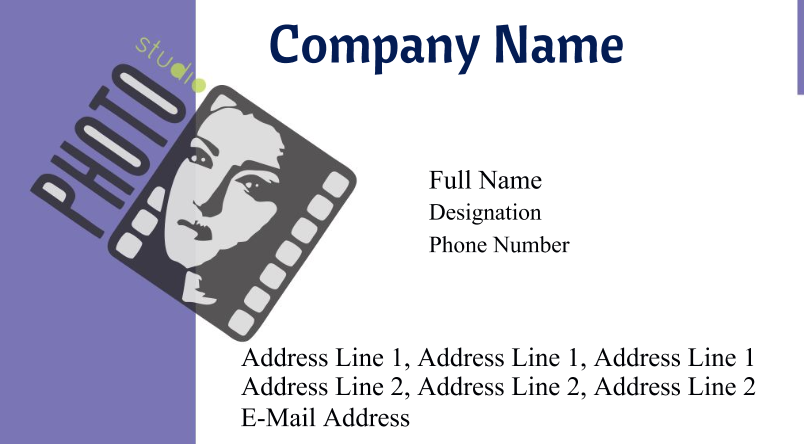 Company Name
studio
PHOTO
Full Name
Designation
Phone Number
Address Line 1, Address Line 1, Address Line 1
Address Line 2, Address Line 2, Address Line 2
E-Mail Address